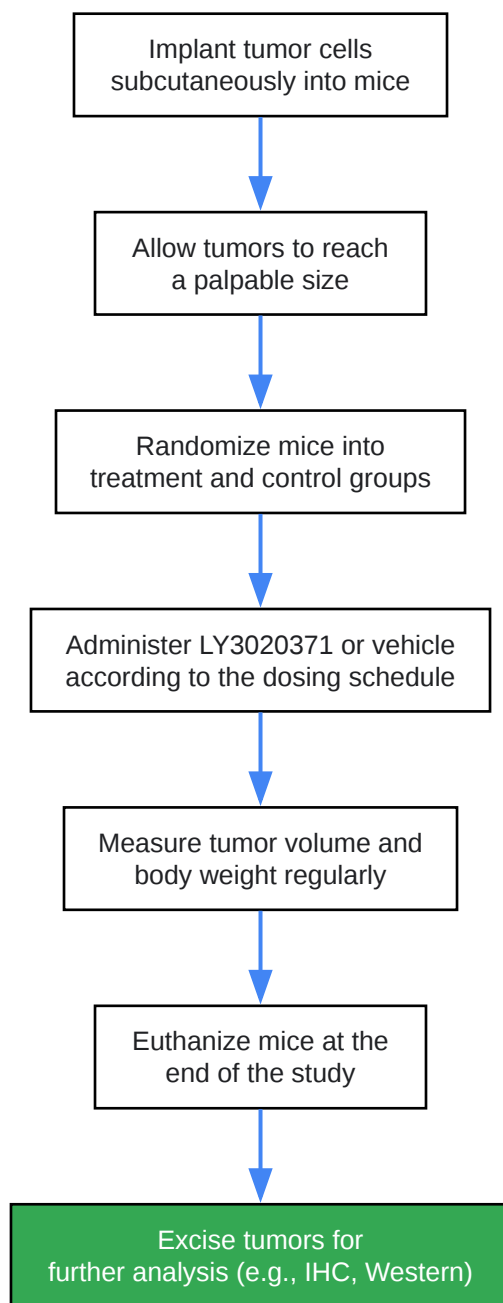 Implant tumor cells
subcutaneously into mice
Allow tumors to reach
a palpable size
Randomize mice into
treatment and control groups
Administer LY3020371 or vehicle
according to the dosing schedule
Measure tumor volume and
body weight regularly
Euthanize mice at the
end of the study
Excise tumors for
further analysis (e.g., IHC, Western)